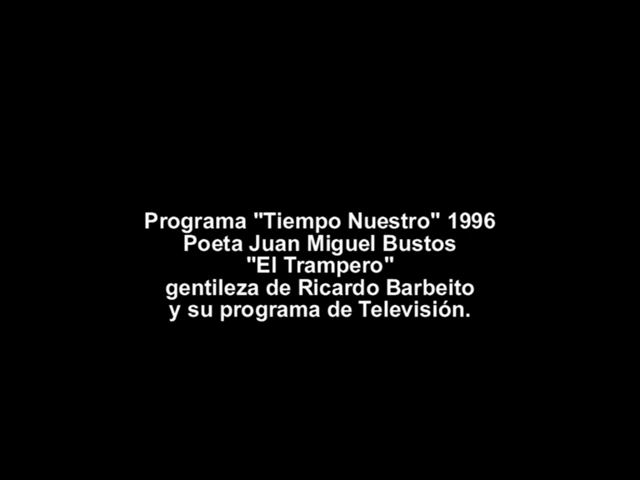 Programa "Tiempo Nuestro" 1996
Poeta Juan Miguel Bustos
"El Trampero"
gentileza de Ricardo Barbeito
y su programa de Televisión.